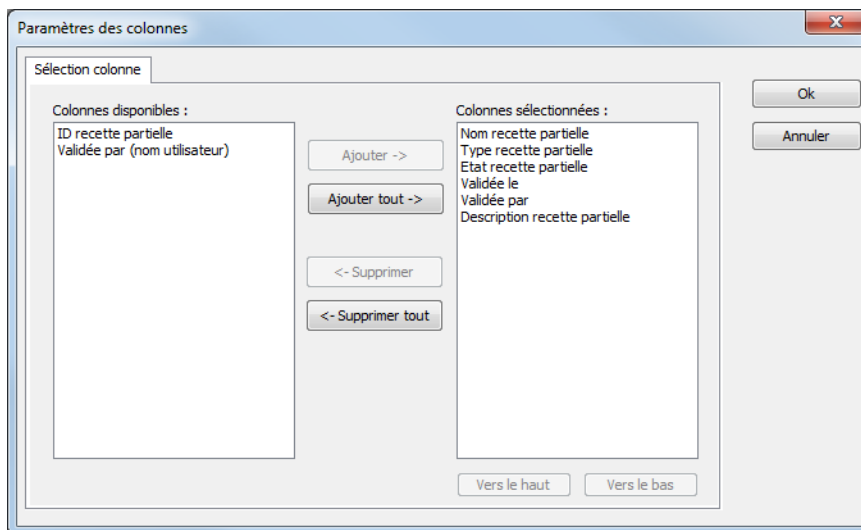 Paramètres des colonnes
Sélection colonne
Colonnes disponibles :
ID recette partielle
Validée par (nom utilisateur)
Ajouter ->
Ajouter tout ->
<- Supprimer
<- Supprimer tout
Colonnes sélectionnées :
Nom recette partielle
Type recette partielle
Etat recette partielle
Validée le
Validée par
Description recette partielle
Vers le haut
Vers le bas
Ok
Annuler